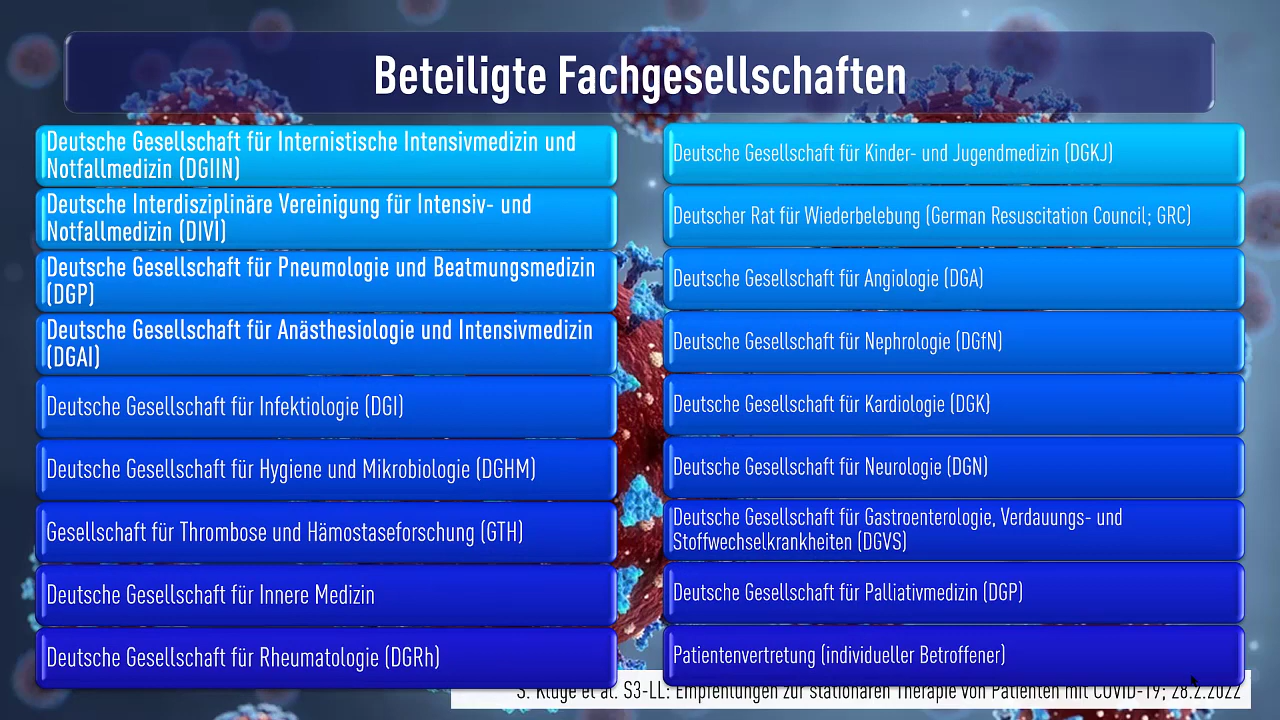 Beteiligte Fachgesellschaften
Deutsche Gesellschaft für Internistische Intensivmedizin und
Notfallmedizin (DGIIN)
Deutsche Interdisziplinäre Vereinigung für Intensiv- und
Notfallmedizin (DIVI)
Deutsche Gesellschaft für Pneumologie und Beatmungsmedizin
(DGP)
Deutsche Gesellschaft für Anästhesiologie und Intensivmedizin
(DGAI)
Deutsche Gesellschaft für Infektiologie (DGI)
Deutsche Gesellschaft für Hygiene und Mikrobiologie (DGHM)
Gesellschaft für Thrombose und Hämostaseforschung (GTH)
Deutsche Gesellschaft für Innere Medizin
Deutsche Gesellschaft für Rheumatologie (DGRh)
Deutsche Gesellschaft für Kinder- und Jugendmedizin (DGKJ)
Deutscher Rat für Wiederbelebung (German Resuscitation Council; GRC)
Deutsche Gesellschaft für Angiologie (DGA)
Deutsche Gesellschaft für Nephrologie (DGfN)
Deutsche Gesellschaft für Kardiologie (DGK)
Deutsche Gesellschaft für Neurologie (DGN)
Deutsche Gesellschaft für Gastroenterologie, Verdauungs- und
Stoffwechselkrankheiten (DGVS)
Deutsche Gesellschaft für Palliativmedizin (DGP)
Patientenvertretung (individueller Betroffener)
S. Kluge et al. S3-LL: Empfehlungen zur stationären Therapie von Patienten mit COVID-19; 28.2.2022